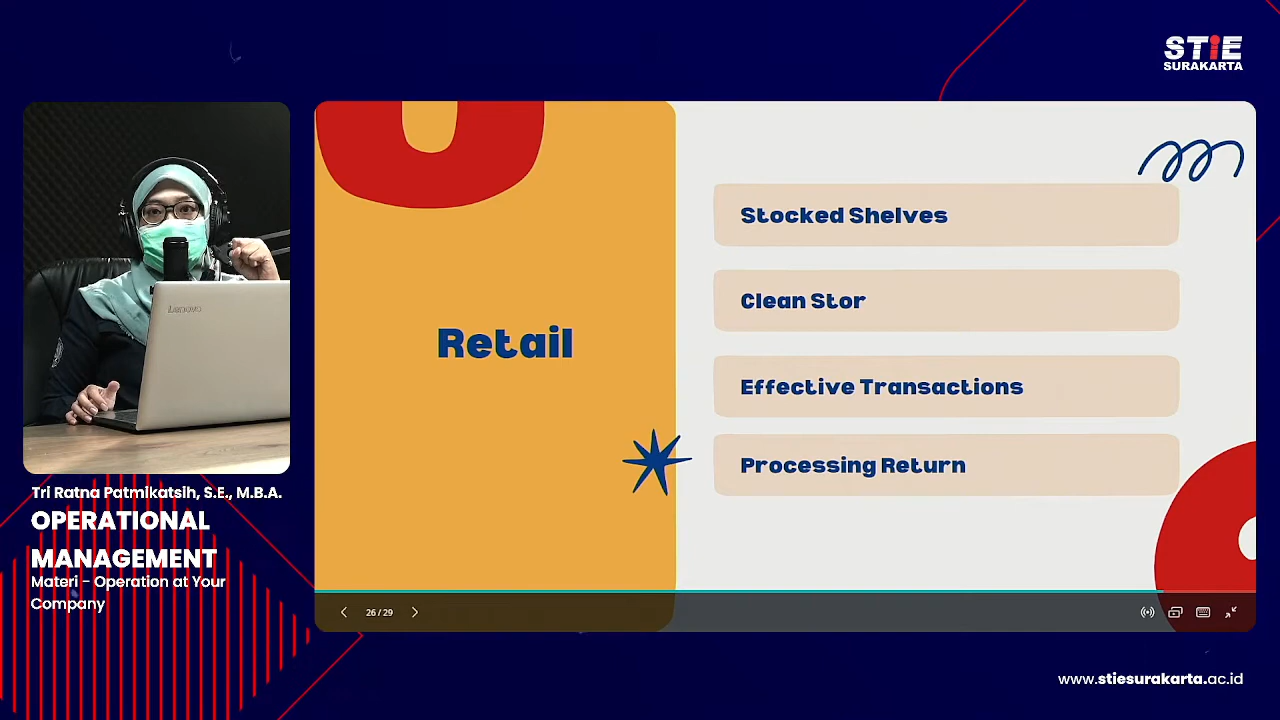 STiE
SURAKARTA
Stocked Shelves
Clean Stor
Retail
Effective Transactions
Processing Return
Lenovo
Tri Ratna Patmikatsih, S.E., M.B.A.
OPERATIONAL
MANAGEMENT
Materi - Operation at Your
Company
26 / 29
www.stiesurakarta.ac.id